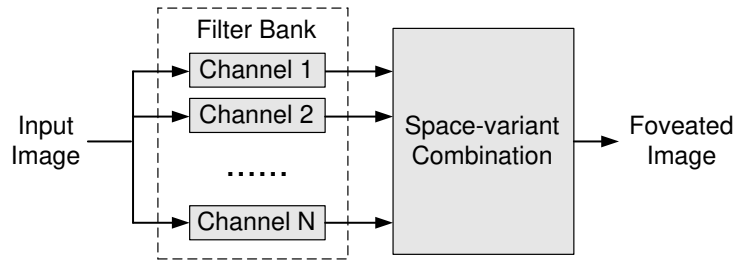 Filter Bank
Channel 1
Channel 2
......
Channel N
Input
Image
Space-variant
Combination
Foveated
Image